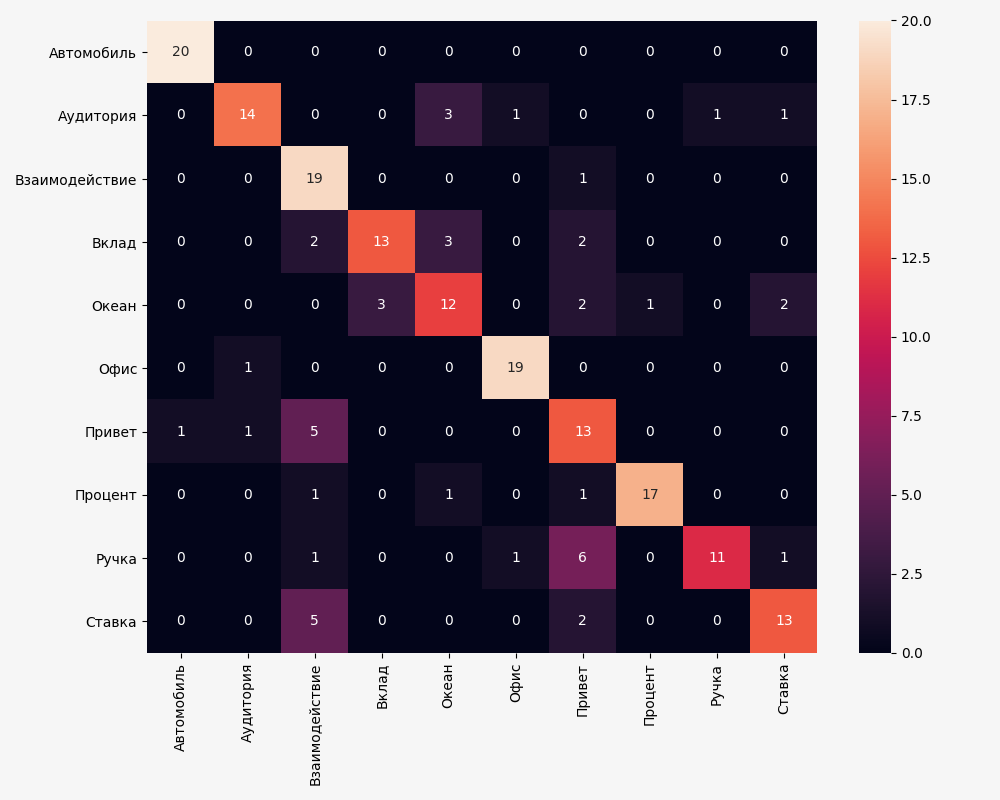 Автомобиль 20 0 0 0 0 0 0 0 0 0
Аудитория 0 14 0 0 3 1 0 0 1 1
Взаимодействие 0 0 19 0 0 0 1 0 0 0
Вклад 0 0 2 13 3 0 2 0 0 0
Океан 0 0 0 3 12 0 2 1 0 2
Офис 0 1 0 0 0 19 0 0 0 0
Привет 1 1 5 0 0 0 13 0 0 0
Процент 0 0 1 0 1 0 1 17 0 0
Ручка 0 0 1 0 0 1 6 0 11 1
Ставка 0 0 5 0 0 0 2 0 0 13
Автомобиль
Аудитория
Взаимодействие
Вклад
Океан
Офис
Привет
Процент
Ручка
Ставка
20.0
17.5
15.0
12.5
10.0
7.5
5.0
2.5
0.0